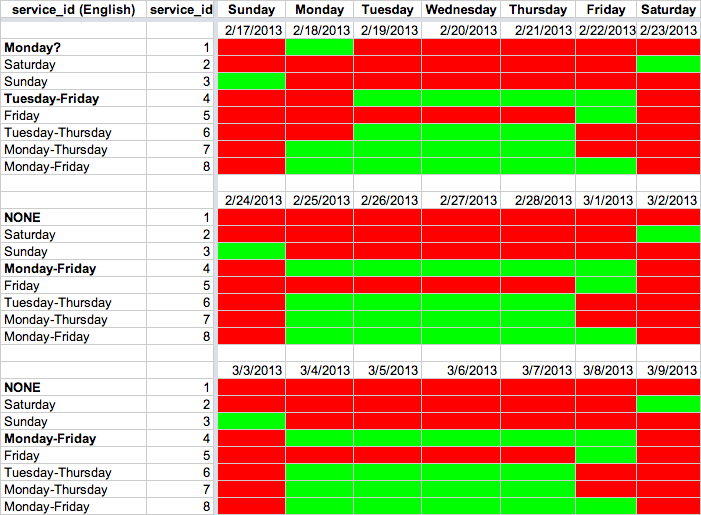 service_id (English) service_id Sunday Monday Tuesday Wednesday Thursday Friday Saturday
2/17/2013 2/18/2013 2/19/2013 2/20/2013 2/21/2013 2/22/2013 2/23/2013
Monday? 1
Saturday 2
Sunday 3
Tuesday-Friday 4
Friday 5
Tuesday-Thursday 6
Monday-Thursday 7
Monday-Friday 8
2/24/2013 2/25/2013 2/26/2013 2/27/2013 2/28/2013 3/1/2013 3/2/2013
NONE 1
Saturday 2
Sunday 3
Monday-Friday 4
Friday 5
Tuesday-Thursday 6
Monday-Thursday 7
Monday-Friday 8
3/3/2013 3/4/2013 3/5/2013 3/6/2013 3/7/2013 3/8/2013 3/9/2013
NONE 1
Saturday 2
Sunday 3
Monday-Friday 4
Friday 5
Tuesday-Thursday 6
Monday-Thursday 7
Monday-Friday 8